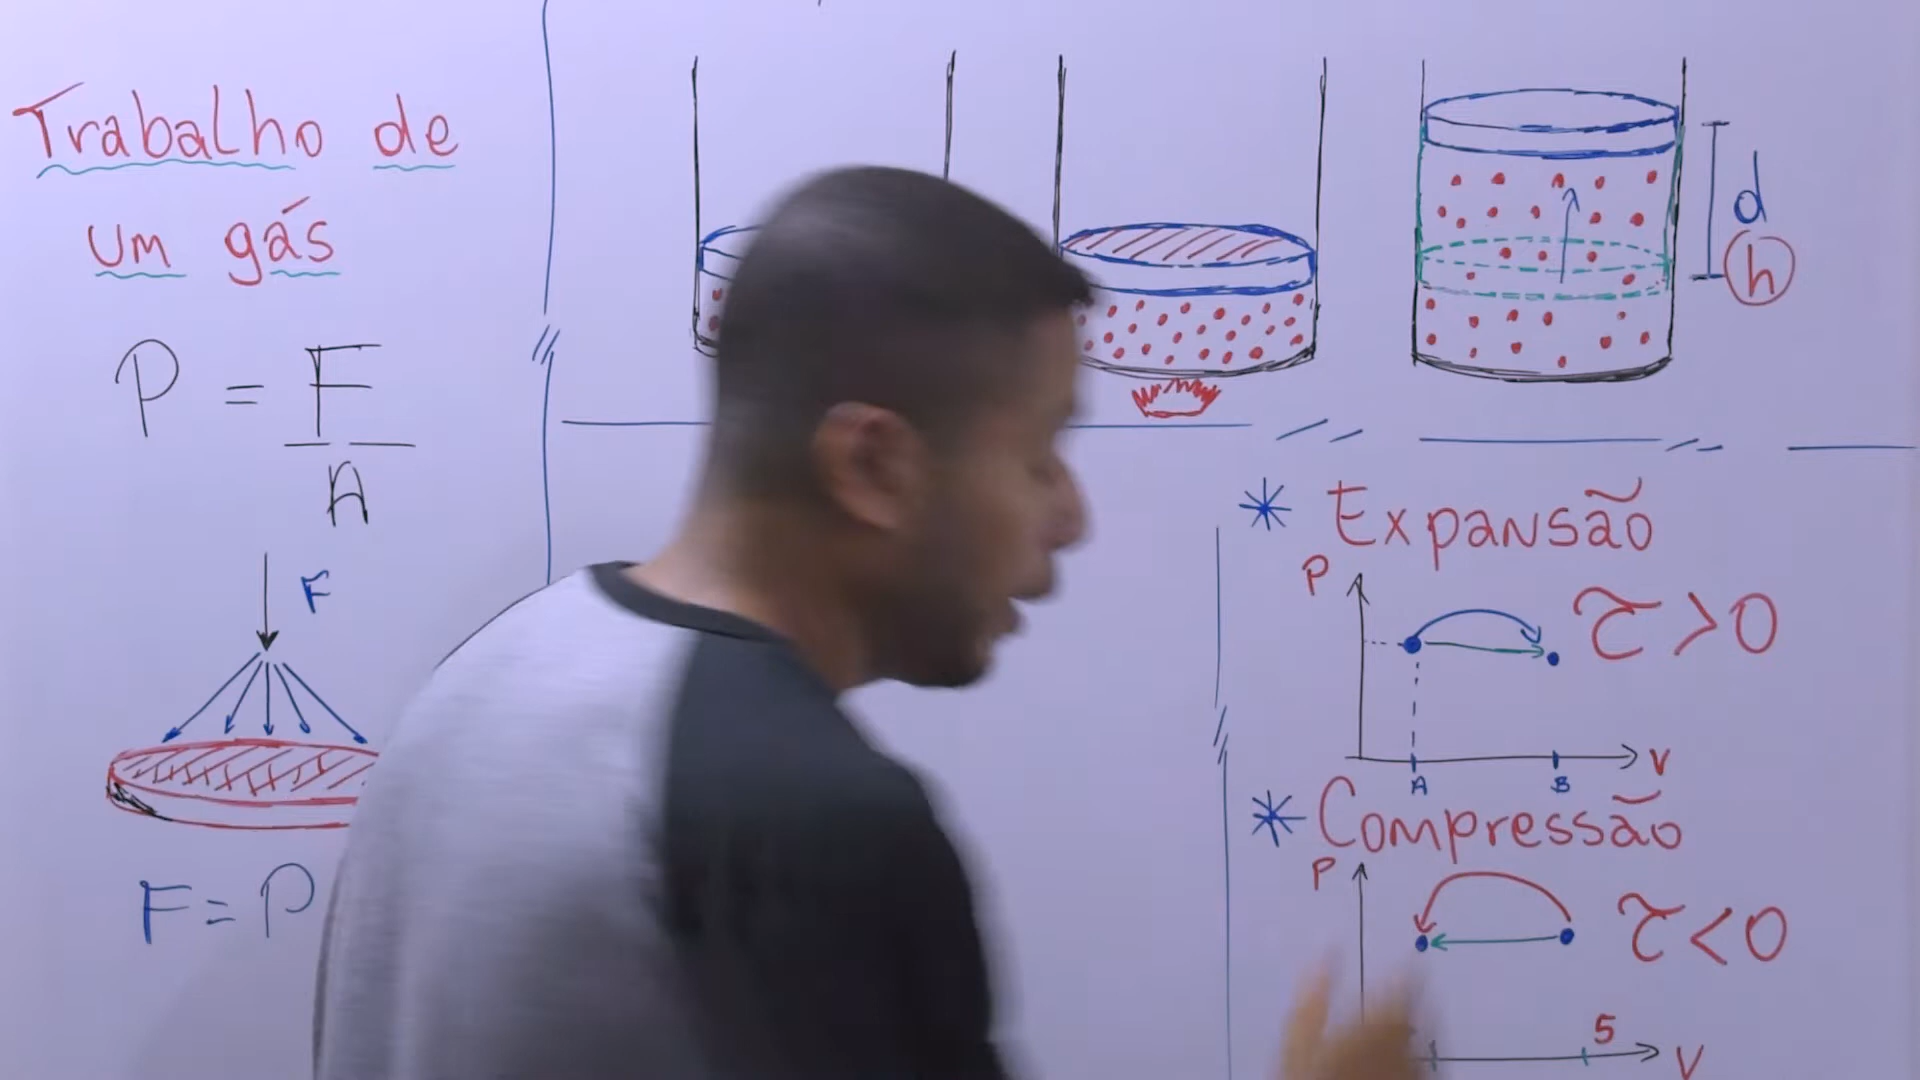 Trabalho de
um gás
P = F
A
F
F = P
d
h
* Expansão
P
τ > 0
V
A B
* Compressão
P
τ < 0
5
V